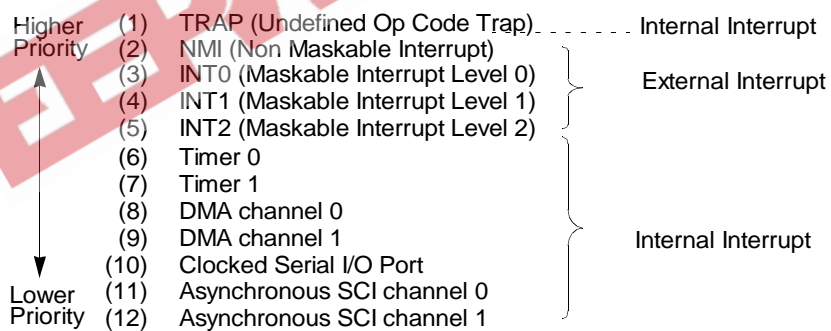 Higher Priority (1) TRAP (Undefined Op Code Trap) Internal Interrupt
(2) NMI (Non Maskable Interrupt)
(3) INT0 (Maskable Interrupt Level 0) External Interrupt
(4) INT1 (Maskable Interrupt Level 1)
(5) INT2 (Maskable Interrupt Level 2)
(6) Timer 0
(7) Timer 1
(8) DMA channel 0
(9) DMA channel 1 Internal Interrupt
(10) Clocked Serial I/O Port
Lower Priority (11) Asynchronous SCI channel 0
(12) Asynchronous SCI channel 1